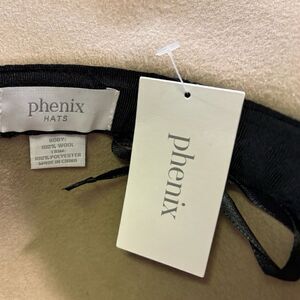 phenix
HATS
BODY:
100% WOOL
TRIM:
100% POLYESTER
MADE IN CHINA
phenix